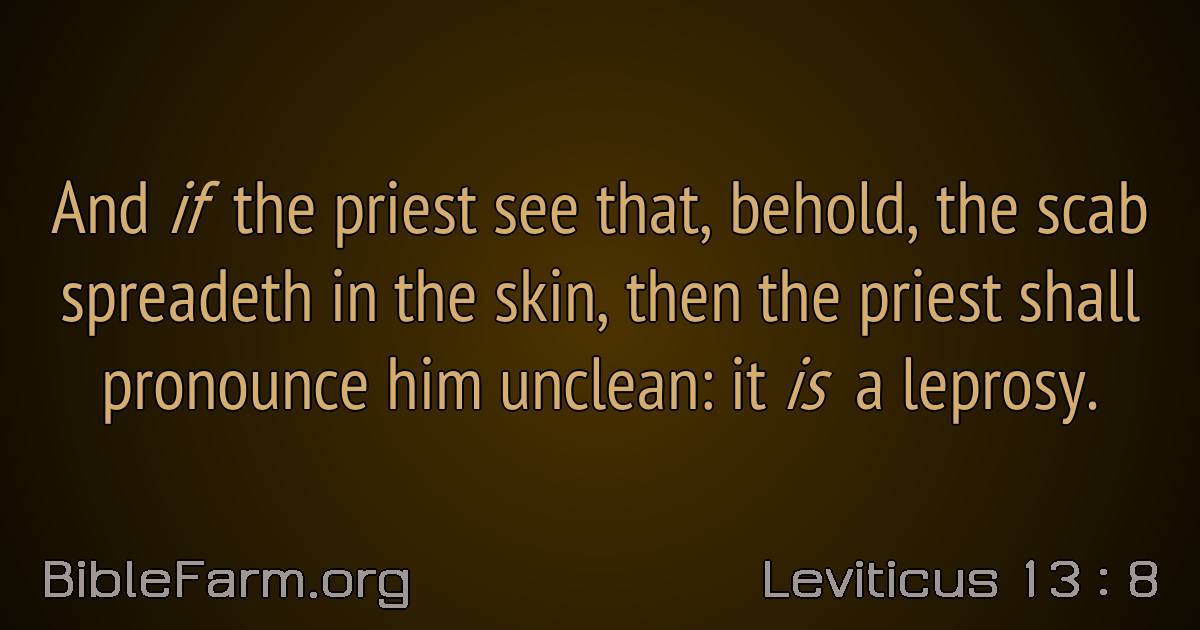 And if the priest see that, behold, the scab
spreadeth in the skin, then the priest shall
pronounce him unclean: it is a leprosy.
BibleFarm.org
Leviticus 13 : 8